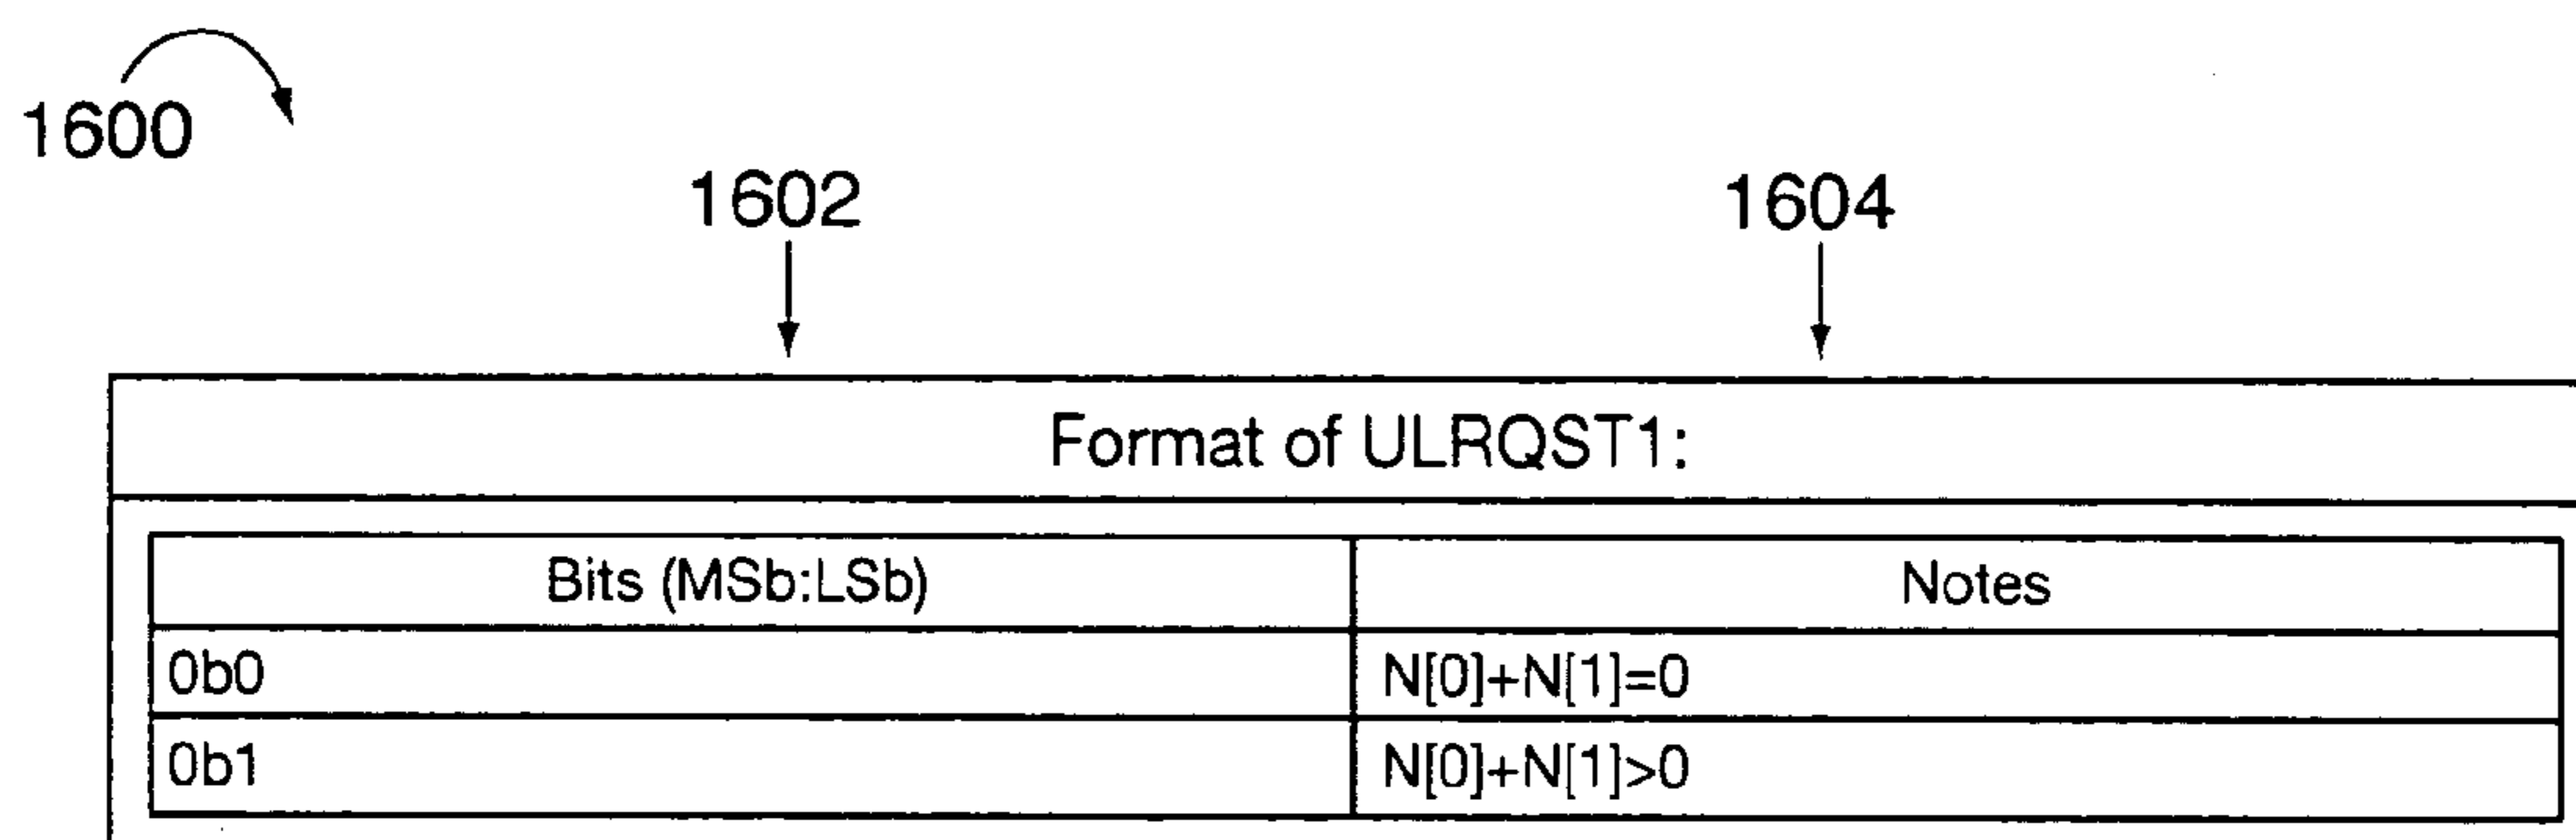 1600
1602 1604
Format of ULRQST1:
Bits (MSb:LSb) Notes
0b0 N[0]+N[1]=0
0b1 N[0]+N[1]>0